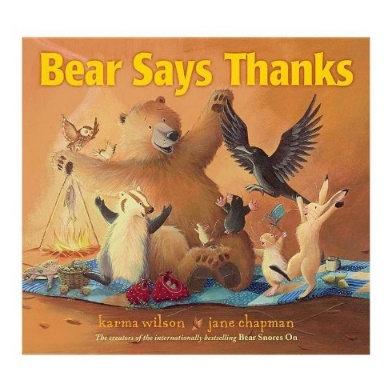 Bear Says Thanks
karma wilson jane chapman
The creators of the internationally bestselling Bear Snores On